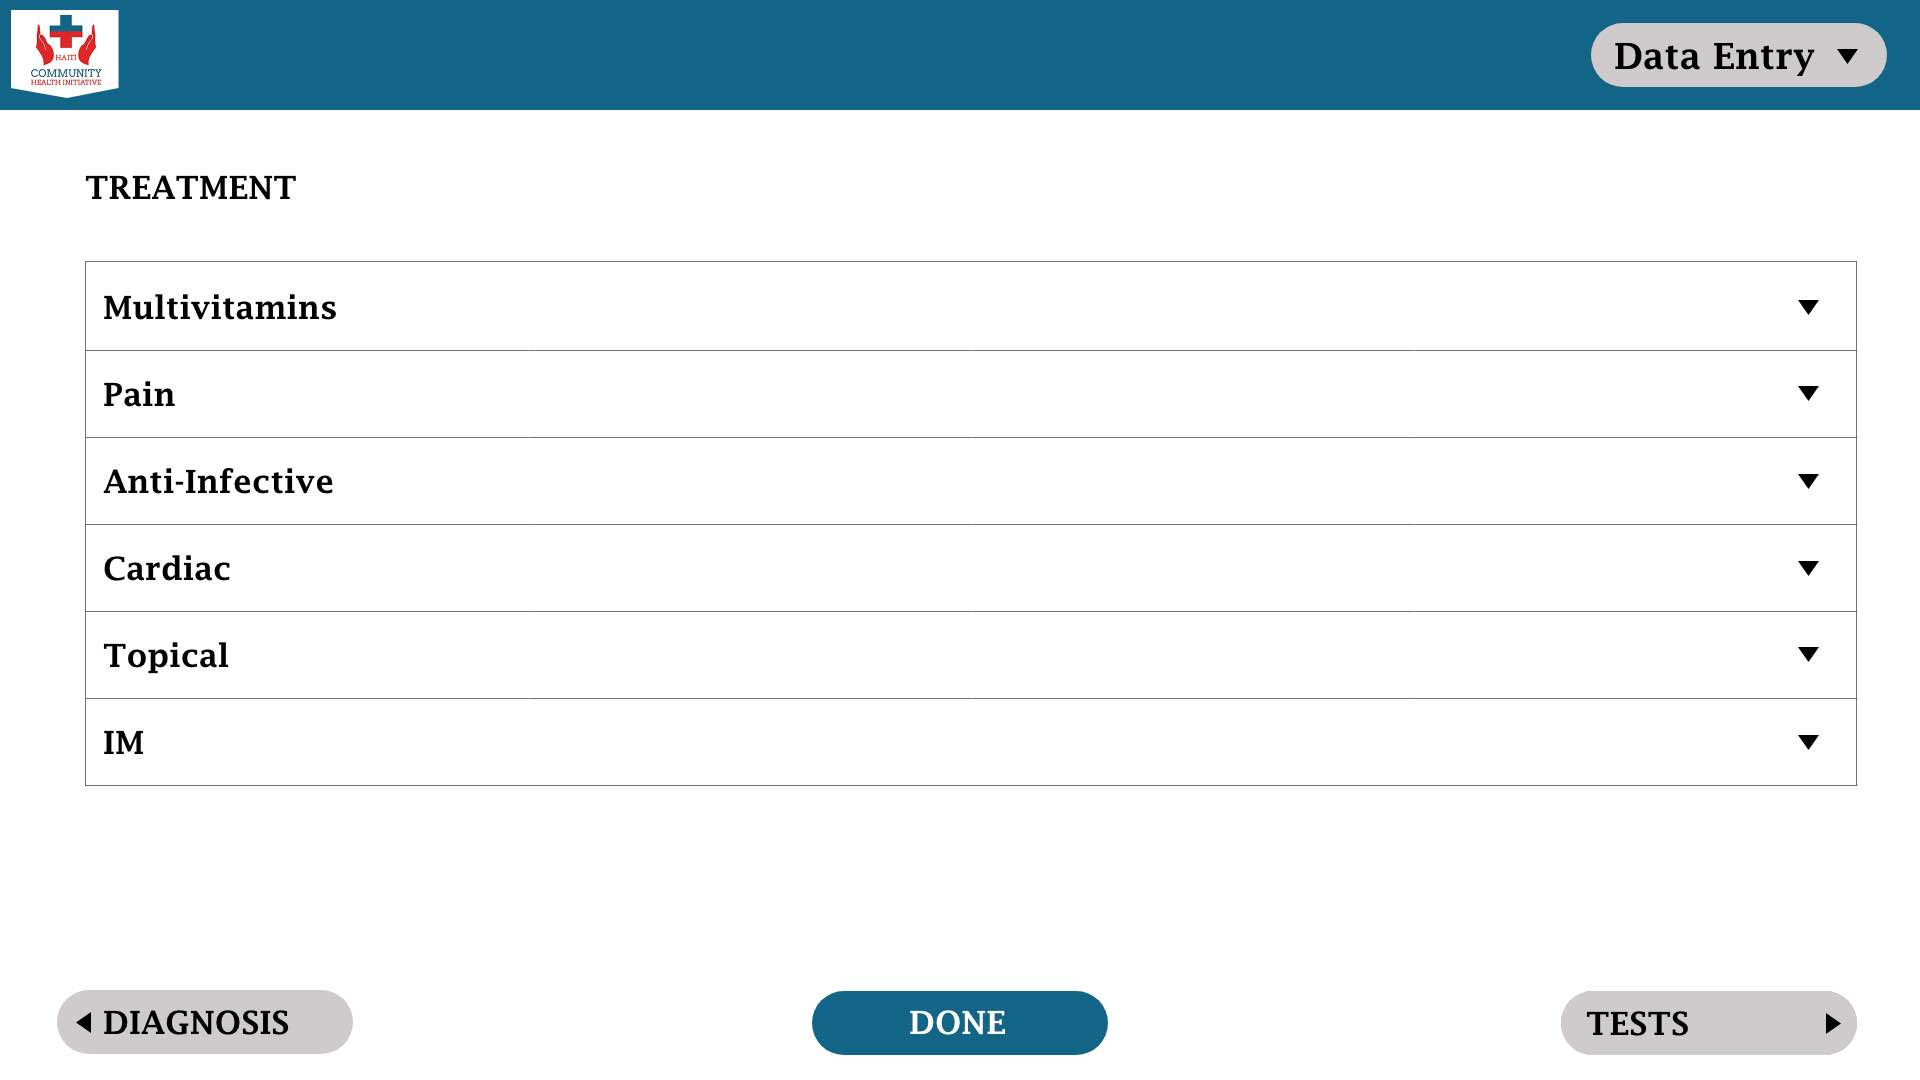 HAITI
COMMUNITY
HEALTH INITIATIVE
Data Entry
TREATMENT
Multivitamins
Pain
Anti-Infective
Cardiac
Topical
IM
DIAGNOSIS
DONE
TESTS